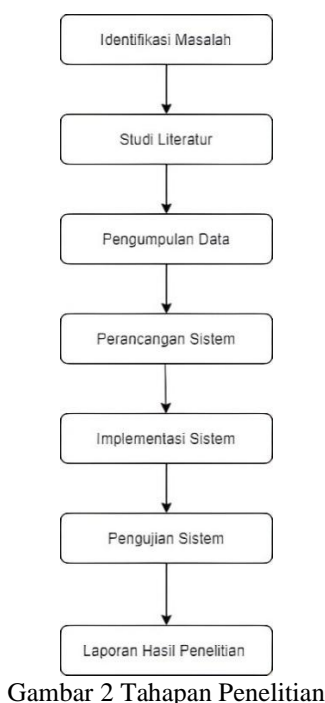 Identifikasi Masalah
Studi Literatur
Pengumpulan Data
Perancangan Sistem
Implementasi Sistem
Pengujian Sistem
Laporan Hasil Penelitian
Gambar 2 Tahapan Penelitian